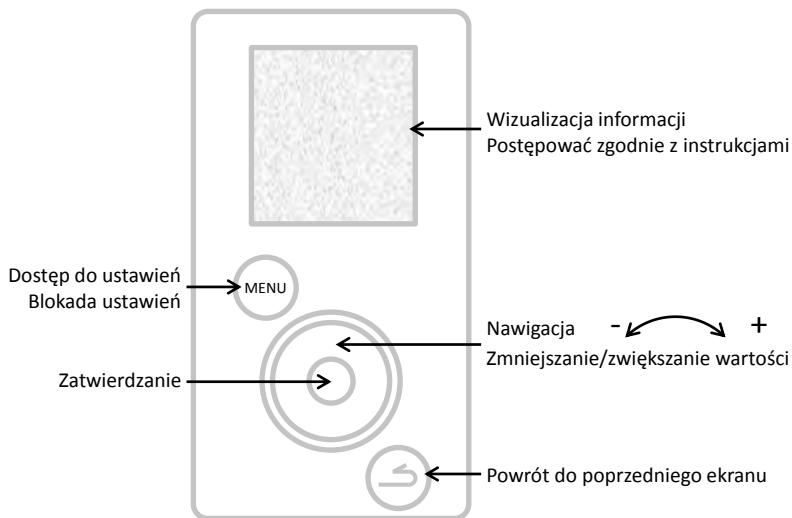 Wizualizacja informacji
Postępować zgodnie z instrukcjami
Dostęp do ustawień
Blokada ustawień
MENU
Nawigacja - +
Zmniejszanie/zwiększanie wartości
Zatwierdzanie
Powrót do poprzedniego ekranu